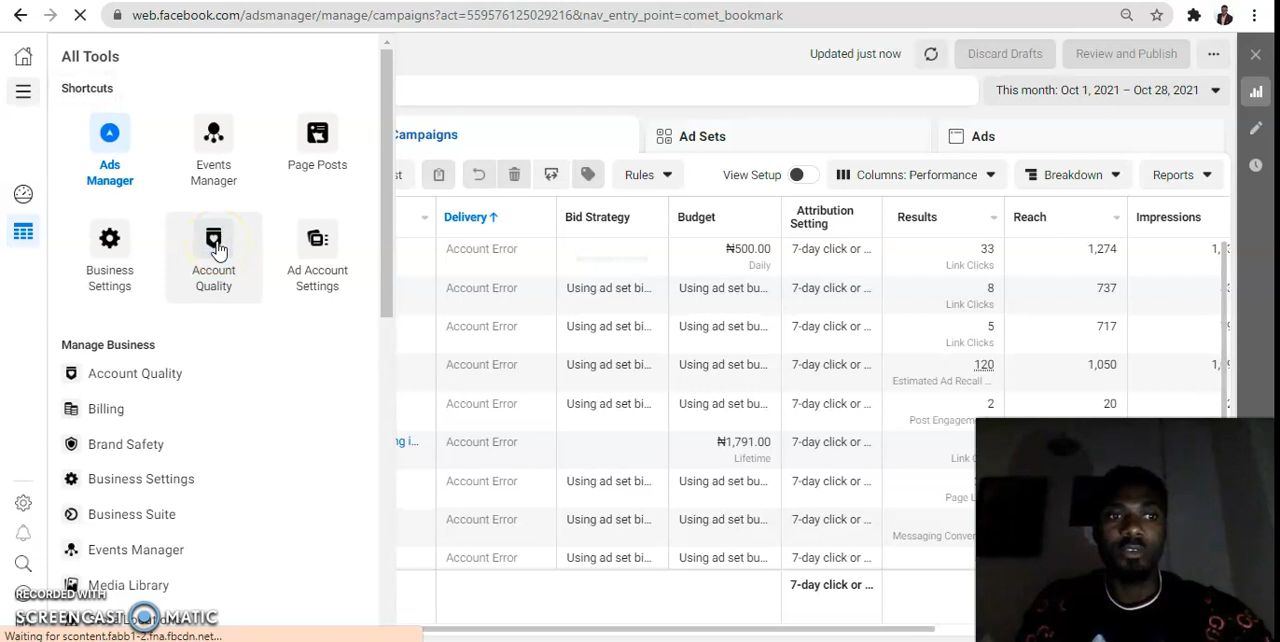 web.facebook.com/adsmanager/manage/campaigns?act=559576125029216&nav_entry_point=comet_bookmark
All Tools
Shortcuts
Ads Manager
Events Manager
Page Posts
Business Settings
Account Quality
Ad Account Settings
Manage Business
Account Quality
Billing
Brand Safety
Business Settings
Business Suite
Events Manager
Media Library
RECORDED WITH
SCREENCAST MATIC
Waiting for scontent.fabb1-2.fna.fbcdn.net...
Updated just now
Discard Drafts
Review and Publish
This month: Oct 1, 2021 – Oct 28, 2021
Campaigns
Ad Sets
Ads
Rules
View Setup
Columns: Performance
Breakdown
Reports
Delivery↑ Bid Strategy Budget Attribution Setting Results Reach Impressions
Account Error ₦500.00 7-day click or ... 33 1,274
Daily Link Clicks
Account Error Using ad set bi... Using ad set bu... 7-day click or ... 8 737
Link Clicks
Account Error Using ad set bi... Using ad set bu... 7-day click or ... 5 717
Link Clicks
Account Error Using ad set bi... Using ad set bu... 7-day click or ... 120 1,050
Estimated Ad Recall ...
Account Error Using ad set bi... Using ad set bu... 7-day click or ... 2 20
Post Engagem
ng i... Account Error ₦1,791.00 7-day click or ...
Lifetime Link C
Account Error Using ad set bi... Using ad set bu... 7-day click or ...
Page L
Account Error Using ad set bi... Using ad set bu... 7-day click or ...
Messaging Conver
Account Error Using ad set bi... Using ad set bu... 7-day click or ...
7-day click or ...